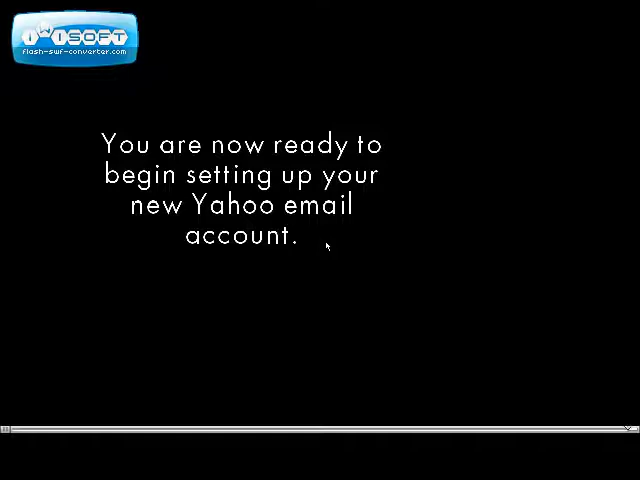 iWiSOFT
flash-swf-converter.com
You are now ready to
begin setting up your
new Yahoo email
account.